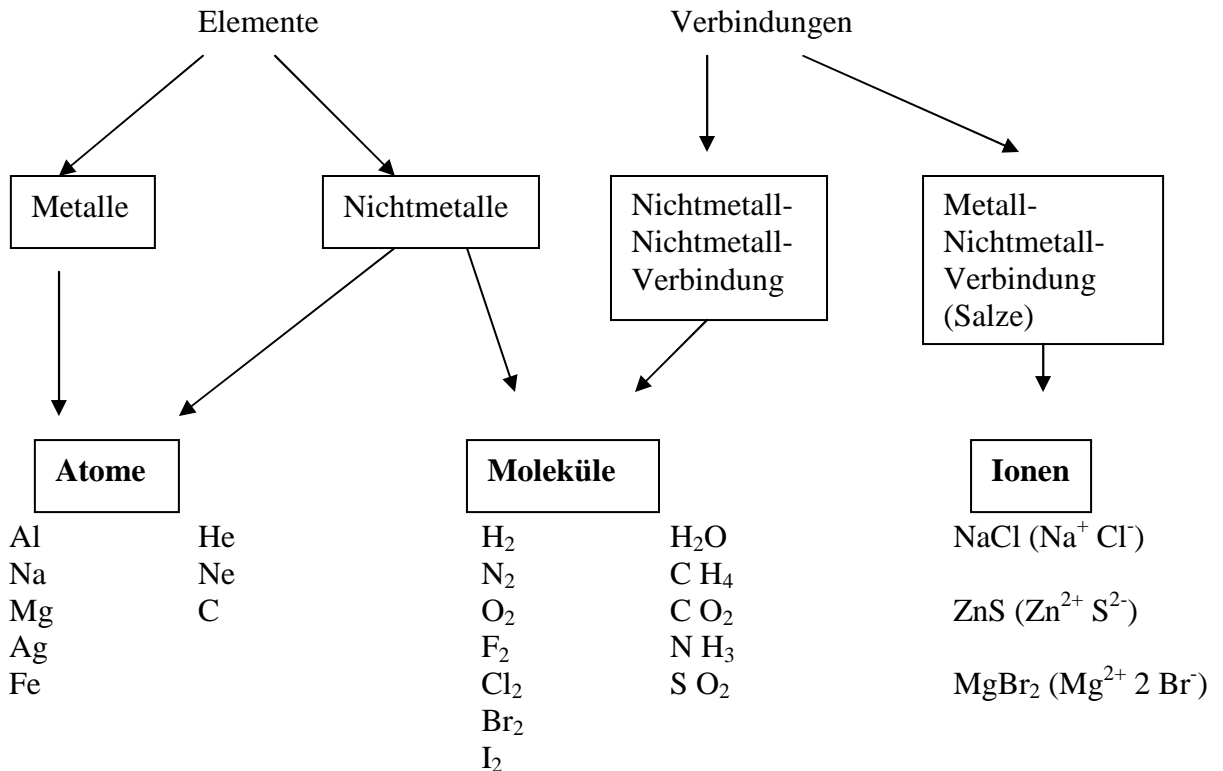 Elemente Verbindungen
Metalle
Nichtmetalle
Nichtmetall-
Nichtmetall-
Verbindung
Metall-
Nichtmetall-
Verbindung
(Salze)
Atome Moleküle Ionen
Al He H₂ H₂O NaCl (Na⁺ Cl⁻)
Na Ne N₂ C H₄
Mg C O₂ C O₂ ZnS (Zn²⁺ S²⁻)
Ag F₂ N H₃
Fe Cl₂ S O₂ MgBr₂ (Mg²⁺ 2 Br⁻)
Br₂
I₂